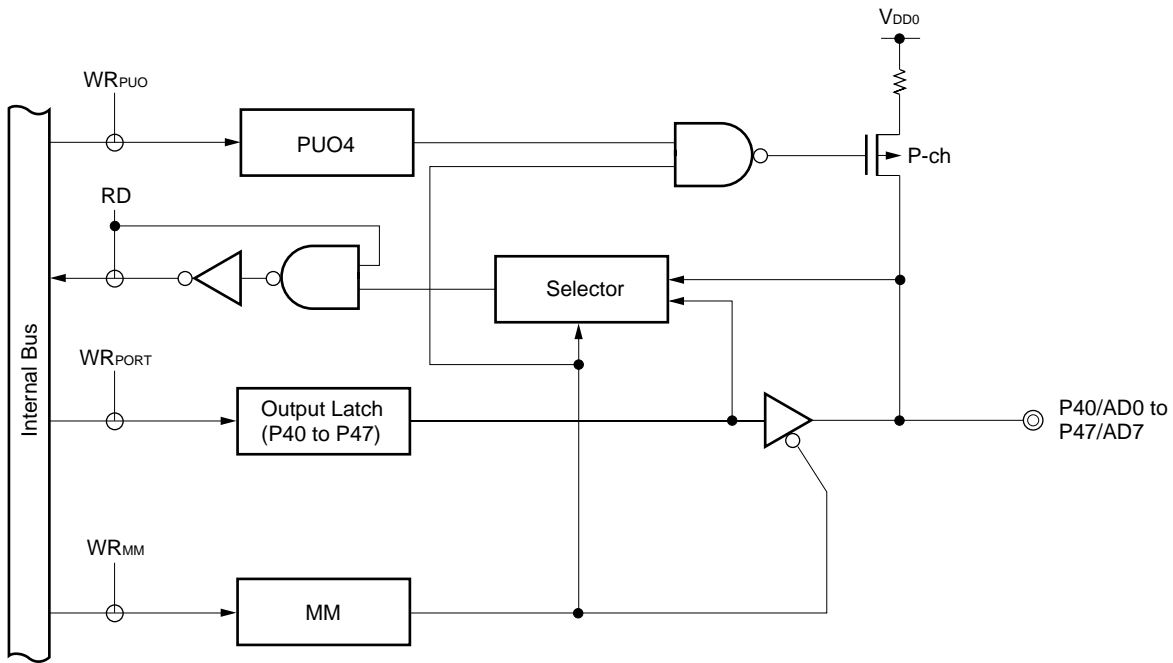 VDD0
WRPUO
PUO4
P-ch
RD
Selector
Internal Bus
WRPORT
Output Latch
(P40 to P47)
P40/AD0 to
P47/AD7
WRMM
MM